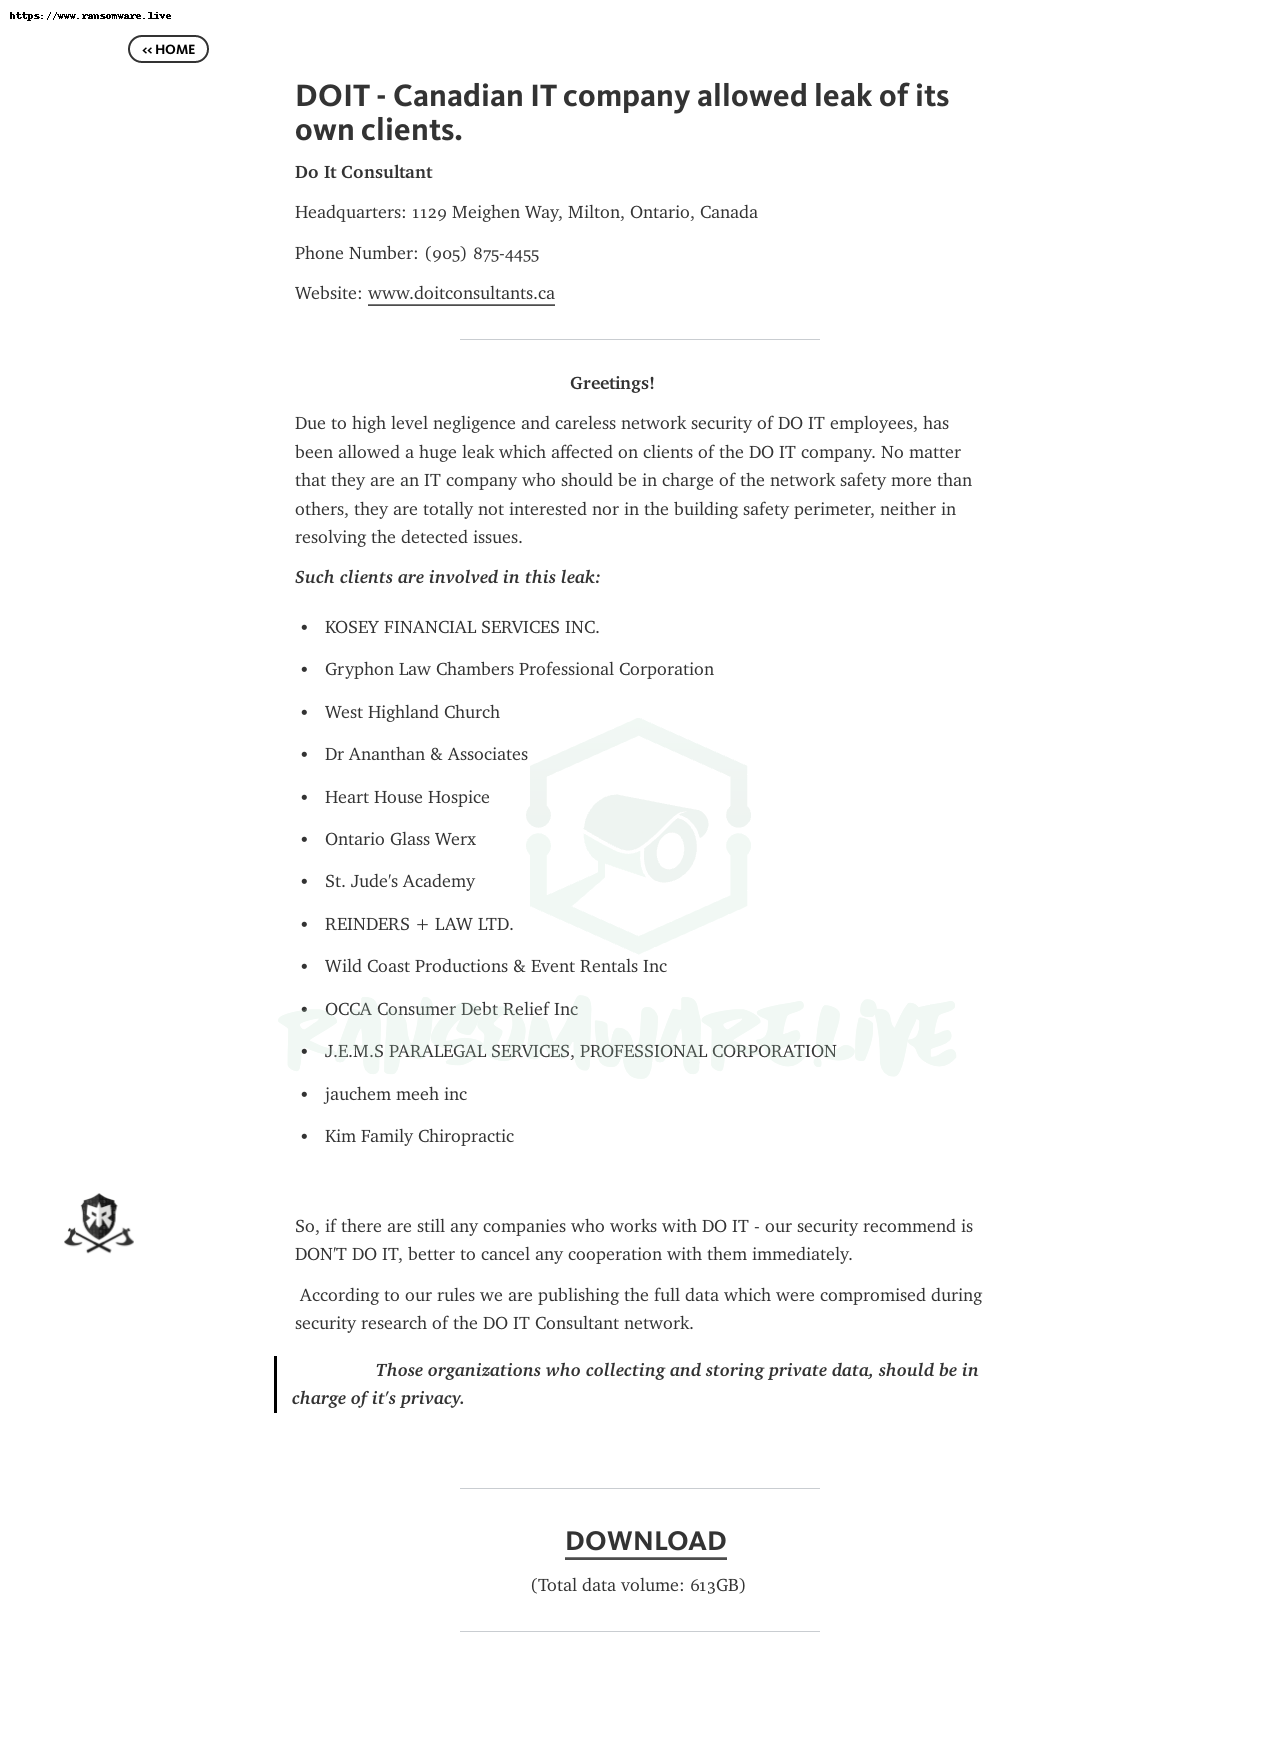 https://www.ransomware.live
‹‹ HOME
DOIT - Canadian IT company allowed leak of its
own clients.
Do It Consultant
Headquarters: 1129 Meighen Way, Milton, Ontario, Canada
Phone Number: (905) 875-4455
Website: www.doitconsultants.ca
Greetings!
Due to high level negligence and careless network security of DO IT employees, has
been allowed a huge leak which affected on clients of the DO IT company. No matter
that they are an IT company who should be in charge of the network safety more than
others, they are totally not interested nor in the building safety perimeter, neither in
resolving the detected issues.
Such clients are involved in this leak:
• KOSEY FINANCIAL SERVICES INC.
• Gryphon Law Chambers Professional Corporation
• West Highland Church
• Dr Ananthan & Associates
• Heart House Hospice
• Ontario Glass Werx
• St. Jude's Academy
• REINDERS + LAW LTD.
• Wild Coast Productions & Event Rentals Inc
• OCCA Consumer Debt Relief Inc
RANSOMWARE.LIVE
• J.E.M.S PARALEGAL SERVICES, PROFESSIONAL CORPORATION
• jauchem meeh inc
• Kim Family Chiropractic
So, if there are still any companies who works with DO IT - our security recommend is
DON'T DO IT, better to cancel any cooperation with them immediately.
According to our rules we are publishing the full data which were compromised during
security research of the DO IT Consultant network.
Those organizations who collecting and storing private data, should be in
charge of it's privacy.
DOWNLOAD
(Total data volume: 613GB)